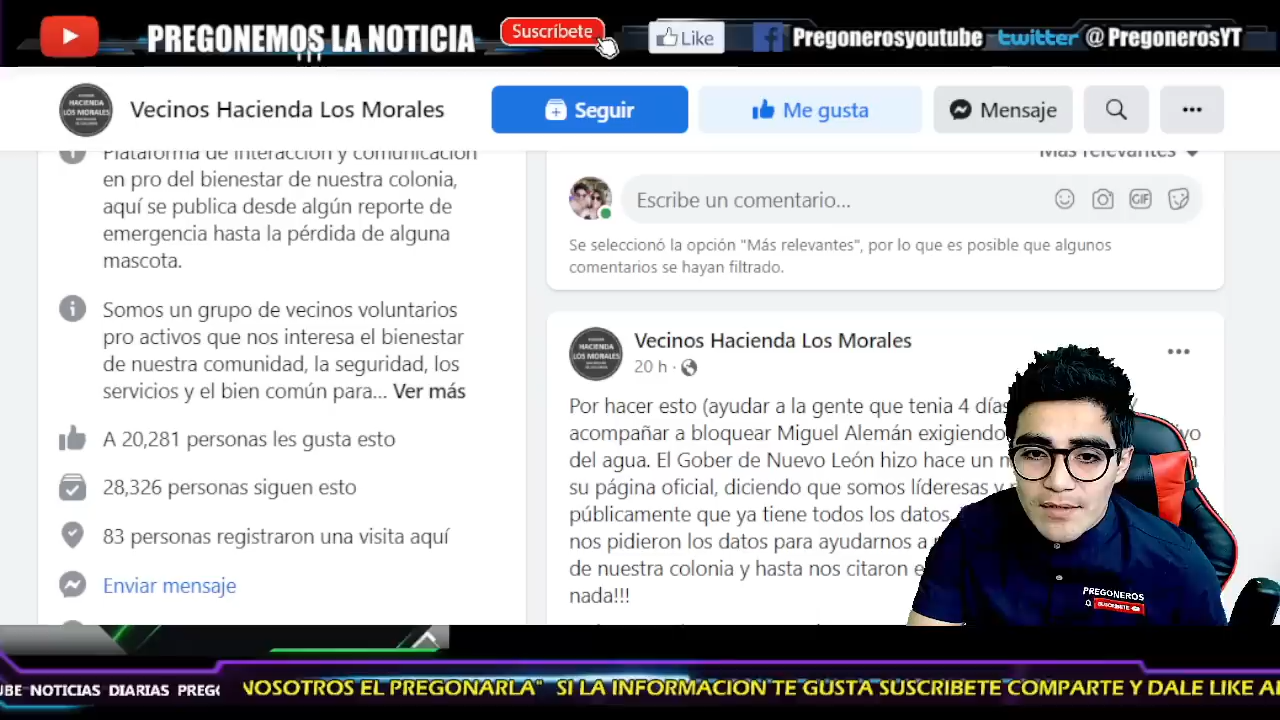 PREGONEMOS LA NOTICIA
Suscríbete
Like
Pregonerosyoutube
twitter @PregonerosYT
HACIENDA
LOS MORALES
Vecinos Hacienda Los Morales
Seguir
Me gusta
Mensaje
Plataforma de interacción y comunicación
en pro del bienestar de nuestra colonia,
aquí se publica desde algún reporte de
emergencia hasta la pérdida de alguna
mascota.
Somos un grupo de vecinos voluntarios
pro activos que nos interesa el bienestar
de nuestra comunidad, la seguridad, los
servicios y el bien común para... Ver más
A 20,281 personas les gusta esto
28,326 personas siguen esto
83 personas registraron una visita aquí
Enviar mensaje
Más relevantes
Escribe un comentario...
GIF
Se seleccionó la opción "Más relevantes", por lo que es posible que algunos
comentarios se hayan filtrado.
HACIENDA
LOS MORALES
Vecinos Hacienda Los Morales
20 h ·
Por hacer esto (ayudar a la gente que tenia 4 días
acompañar a bloquear Miguel Alemán exigiendo
del agua. El Gober de Nuevo León hizo hace un
su página oficial, diciendo que somos líderesas
públicamente que ya tiene todos los datos,
nos pidieron los datos para ayudarnos a
de nuestra colonia y hasta nos citaron
nada!!!
PREGONEROS
SUSCRIBETE
UBE NOTICIAS DIARIAS PREG
NOSOTROS EL PREGONARLA" SI LA INFORMACION TE GUSTA SUSCRIBETE COMPARTE Y DALE LIKE A